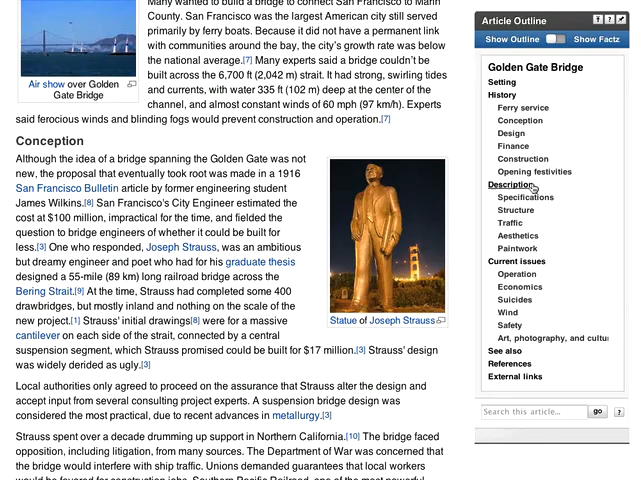 Many wanted to build a bridge to connect San Francisco to Marin
County. San Francisco was the largest American city still served
primarily by ferry boats. Because it did not have a permanent link
with communities around the bay, the city's growth rate was below
the national average.[7] Many experts said a bridge couldn't be
built across the 6,700 ft (2,042 m) strait. It had strong, swirling tides
and currents, with water 335 ft (102 m) deep at the center of the
channel, and almost constant winds of 60 mph (97 km/h). Experts
said ferocious winds and blinding fogs would prevent construction and operation.[7]
Air show over Golden
Gate Bridge
Conception
Although the idea of a bridge spanning the Golden Gate was not
new, the proposal that eventually took root was made in a 1916
San Francisco Bulletin article by former engineering student
James Wilkins.[8] San Francisco's City Engineer estimated the
cost at $100 million, impractical for the time, and fielded the
question to bridge engineers of whether it could be built for
less.[3] One who responded, Joseph Strauss, was an ambitious
but dreamy engineer and poet who had for his graduate thesis
designed a 55-mile (89 km) long railroad bridge across the
Bering Strait.[9] At the time, Strauss had completed some 400
drawbridges, but mostly inland and nothing on the scale of the
new project.[1] Strauss' initial drawings[8] were for a massive
cantilever on each side of the strait, connected by a central
suspension segment, which Strauss promised could be built for $17 million.[3] Strauss' design
was widely derided as ugly.[3]
Statue of Joseph Strauss
Local authorities only agreed to proceed on the assurance that Strauss alter the design and
accept input from several consulting project experts. A suspension bridge design was
considered the most practical, due to recent advances in metallurgy.[3]
Strauss spent over a decade drumming up support in Northern California.[10] The bridge faced
opposition, including litigation, from many sources. The Department of War was concerned that
the bridge would interfere with ship traffic. Unions demanded guarantees that local workers
would be favored for construction jobs. Southern Pacific Railroad, one of the most powerful
Article Outline
Show Outline Show Factz
Golden Gate Bridge
Setting
History
Ferry service
Conception
Design
Finance
Construction
Opening festivities
Description
Specifications
Structure
Traffic
Aesthetics
Paintwork
Current issues
Operation
Economics
Suicides
Wind
Safety
Art, photography, and cultu
See also
References
External links
Search this article... go ?